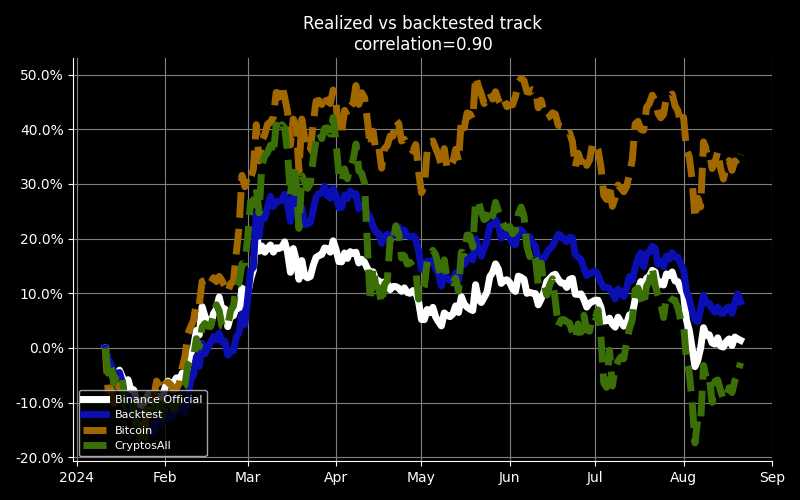 Realized vs backtested track
correlation=0.90
50.0%
40.0%
30.0%
20.0%
10.0%
0.0%
-10.0%
-20.0%
Binance Official
Backtest
Bitcoin
CryptosAll
2024 Feb Mar Apr May Jun Jul Aug Sep